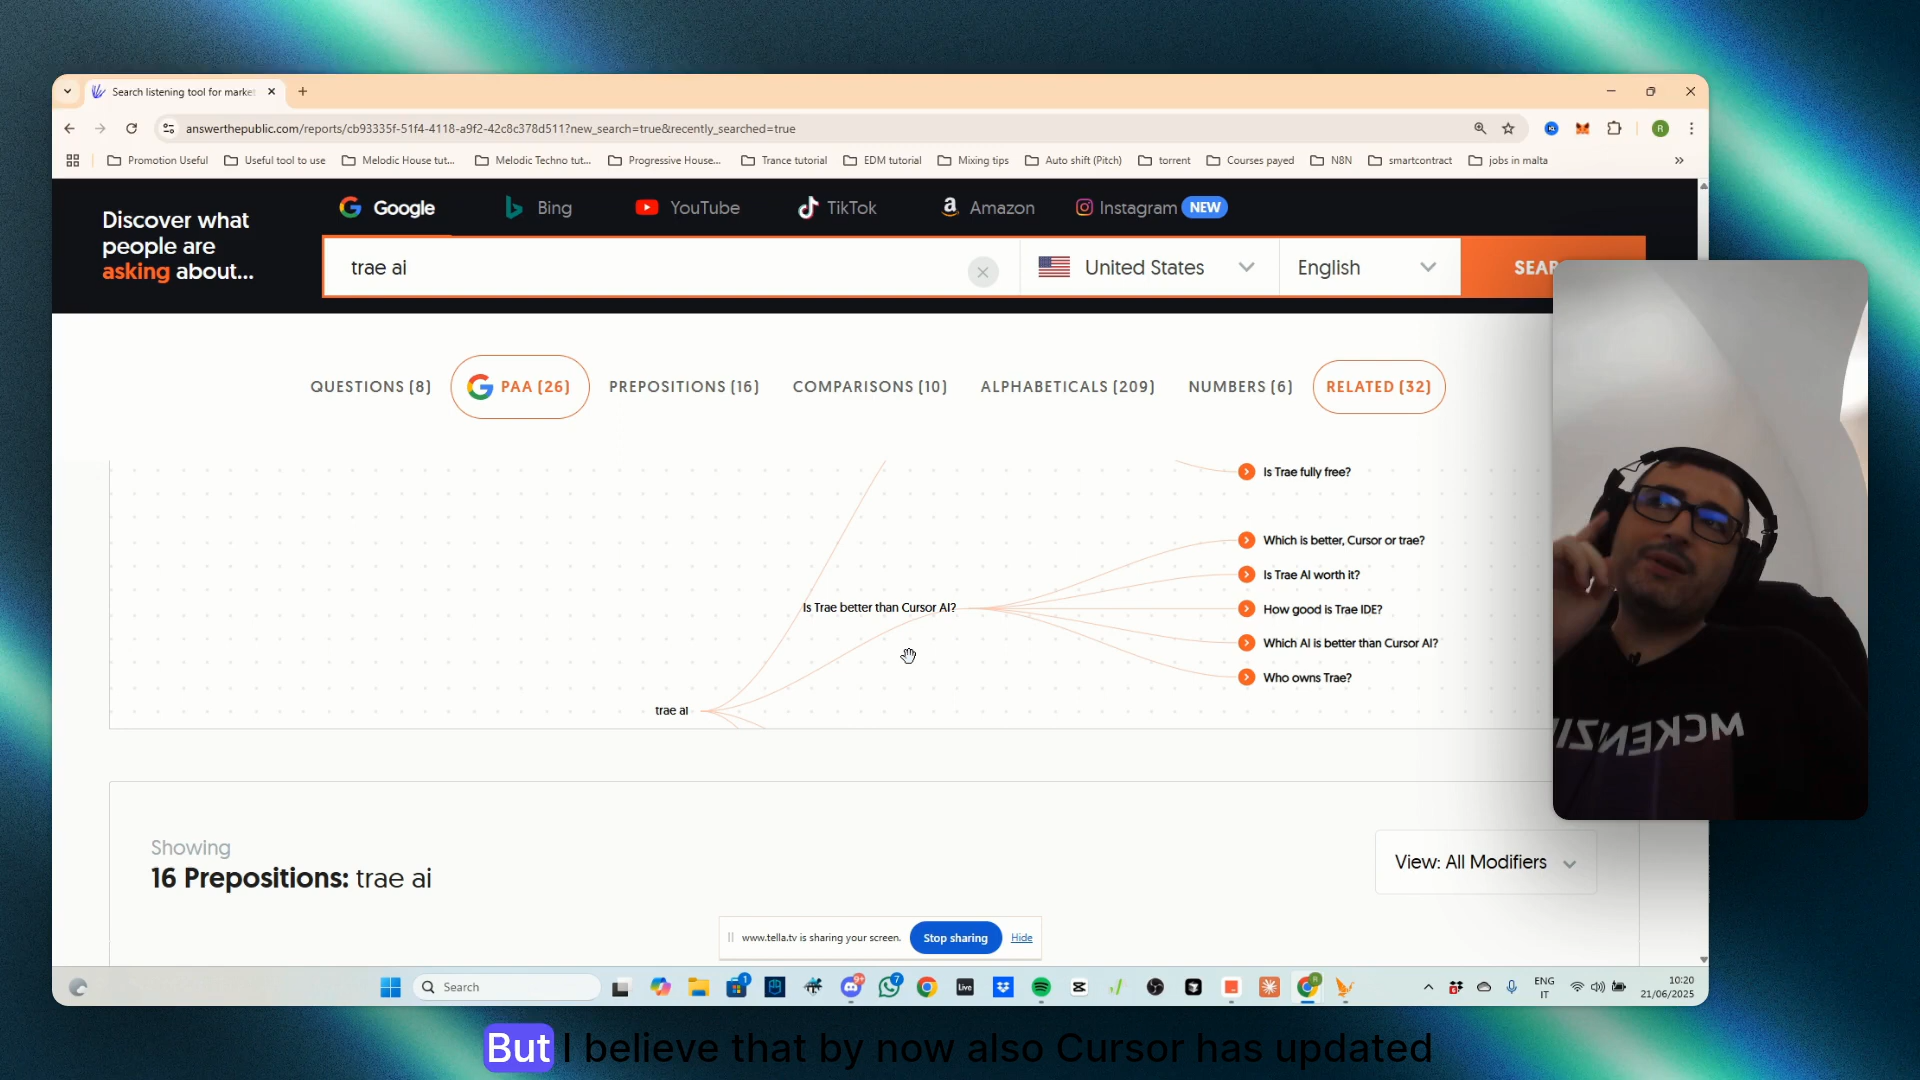 Search listening tool for marke
answerthepublic.com/reports/cb93335f-51f4-4118-a9f2-42c8c378d511?new_search=true&recently_searched=true
R
Promotion Useful
Useful tool to use
Melodic House tut...
Melodic Techno tut...
Progressive House...
Trance tutorial
EDM tutorial
Mixing tips
Auto shift (Pitch)
torrent
Courses payed
N8N
smartcontract
jobs in malta
»
Discover what
people are
asking about...
Google
Bing
YouTube
TikTok
Amazon
Instagram NEW
trae ai
United States
English
SEAR
QUESTIONS (8)
PAA (26)
PREPOSITIONS (16)
COMPARISONS (10)
ALPHABETICALS (209)
NUMBERS (6)
RELATED (32)
Is Trae fully free?
Which is better, Cursor or trae?
Is Trae AI worth it?
Is Trae better than Cursor AI?
How good is Trae IDE?
Which AI is better than Cursor AI?
Who owns Trae?
trae ai
MCKENZI
Showing
16 Prepositions: trae ai
View: All Modifiers
www.tella.tv is sharing your screen.
Stop sharing
Hide
Search
1
9+
7
Live
ENG
IT
10:20
21/06/2025
But I believe that by now also Cursor has updated